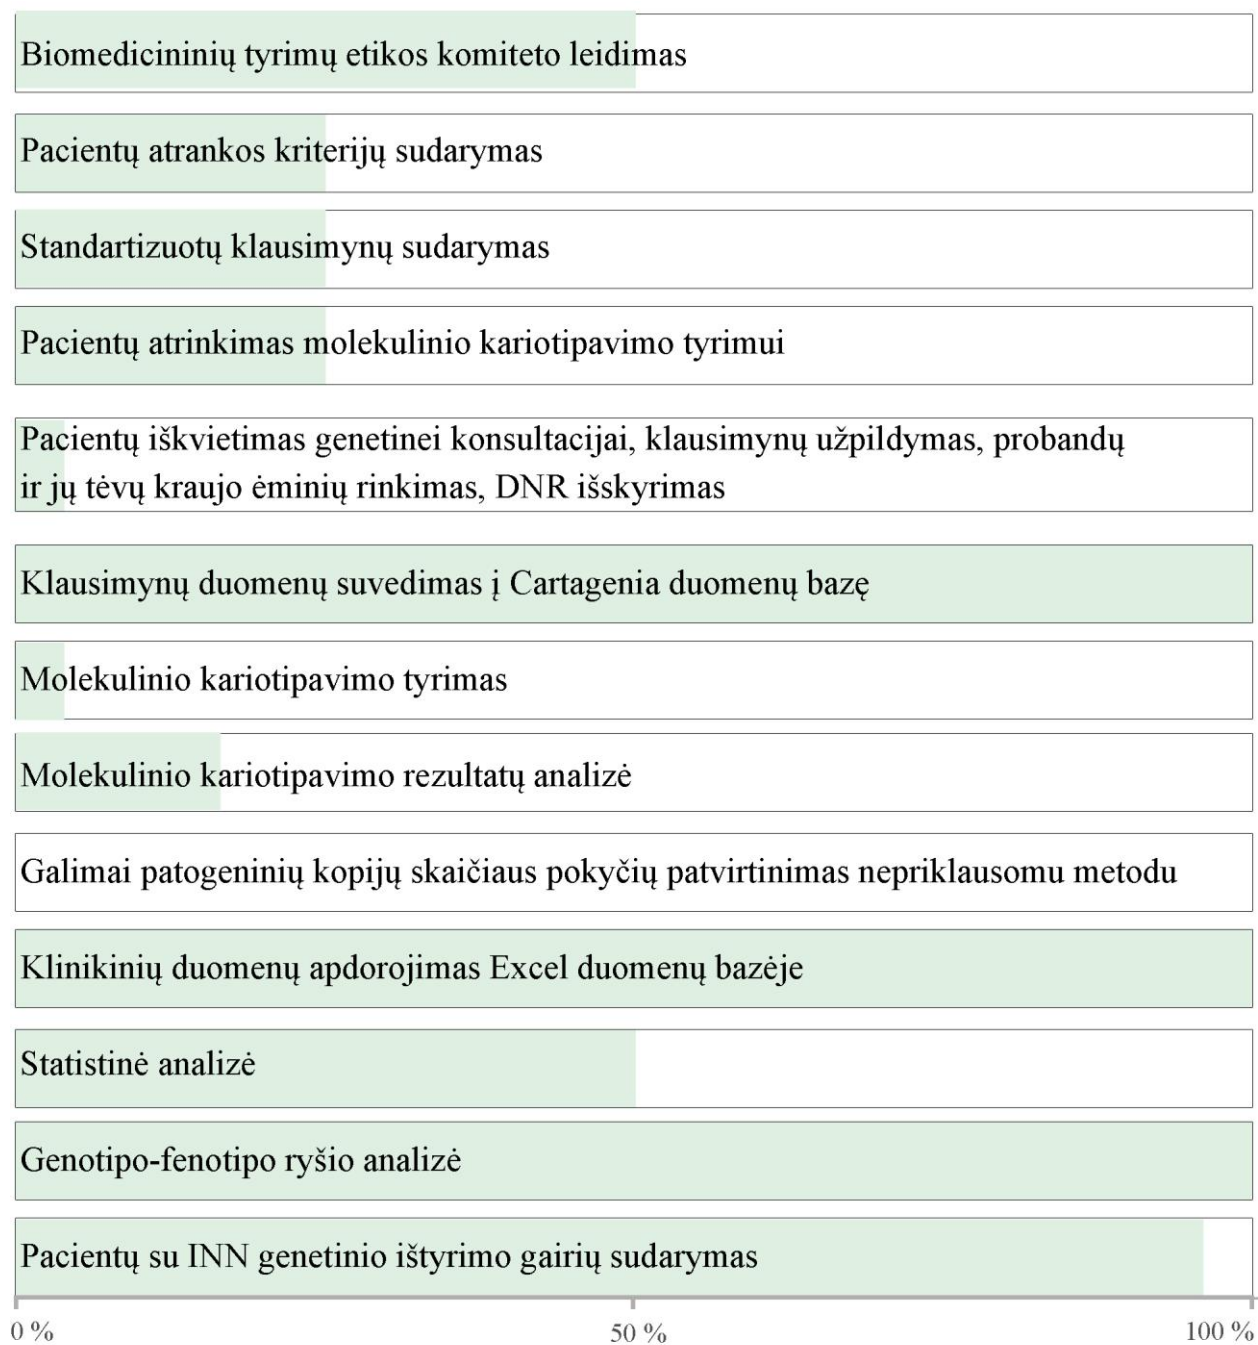 Biomedicininių tyrimų etikos komiteto leidimas
Pacientų atrankos kriterijų sudarymas
Standartizuotų klausimynų sudarymas
Pacientų atrinkimas molekulinio kariotipavimo tyrimui
Pacientų iškvietimas genetinei konsultacijai, klausimynų užpildymas, probandų
ir jų tėvų kraujo ėminių rinkimas, DNR išskyrimas
Klausimynų duomenų suvedimas į Cartagenia duomenų bazę
Molekulinio kariotipavimo tyrimas
Molekulinio kariotipavimo rezultatų analizė
Galimai patogeninių kopijų skaičiaus pokyčių patvirtinimas nepriklausomu metodu
Klinikinių duomenų apdorojimas Excel duomenų bazėje
Statistinė analizė
Genotipo-fenotipo ryšio analizė
Pacientų su INN genetinio ištyrimo gairių sudarymas
0 % 50 % 100 %